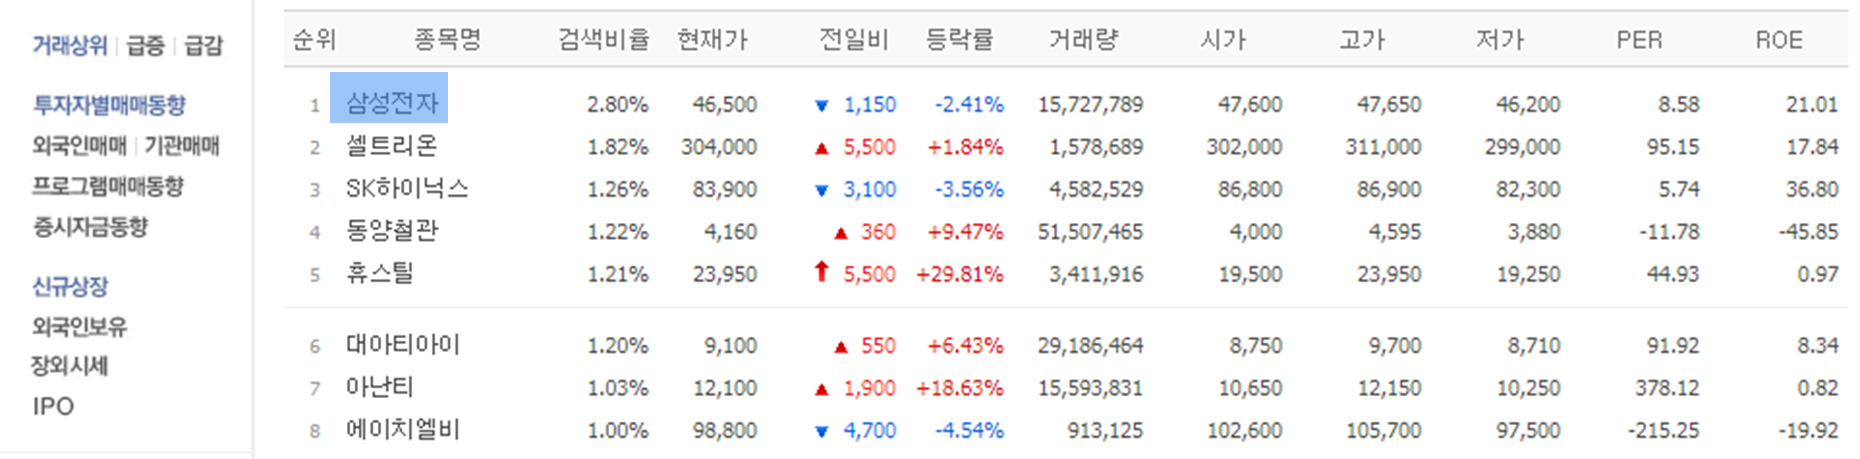 거래상위 | 급증 | 급감
투자자별매매동향
외국인매매 | 기관매매
프로그램매매동향
증시자금동향
신규상장
외국인보유
장외시세
IPO
순위 종목명 검색비율 현재가 전일비 등락률 거래량 시가 고가 저가 PER ROE
1 삼성전자 2.80% 46,500 ▼ 1,150 -2.41% 15,727,789 47,600 47,650 46,200 8.58 21.01
2 셀트리온 1.82% 304,000 ▲ 5,500 +1.84% 1,578,689 302,000 311,000 299,000 95.15 17.84
3 SK하이닉스 1.26% 83,900 ▼ 3,100 -3.56% 4,582,529 86,800 86,900 82,300 5.74 36.80
4 동양철관 1.22% 4,160 ▲ 360 +9.47% 51,507,465 4,000 4,595 3,880 -11.78 -45.85
5 휴스틸 1.21% 23,950 ↑ 5,500 +29.81% 3,411,916 19,500 23,950 19,250 44.93 0.97
6 대아티아이 1.20% 9,100 ▲ 550 +6.43% 29,186,464 8,750 9,700 8,710 91.92 8.34
7 아난티 1.03% 12,100 ▲ 1,900 +18.63% 15,593,831 10,650 12,150 10,250 378.12 0.82
8 에이치엘비 1.00% 98,800 ▼ 4,700 -4.54% 913,125 102,600 105,700 97,500 -215.25 -19.92